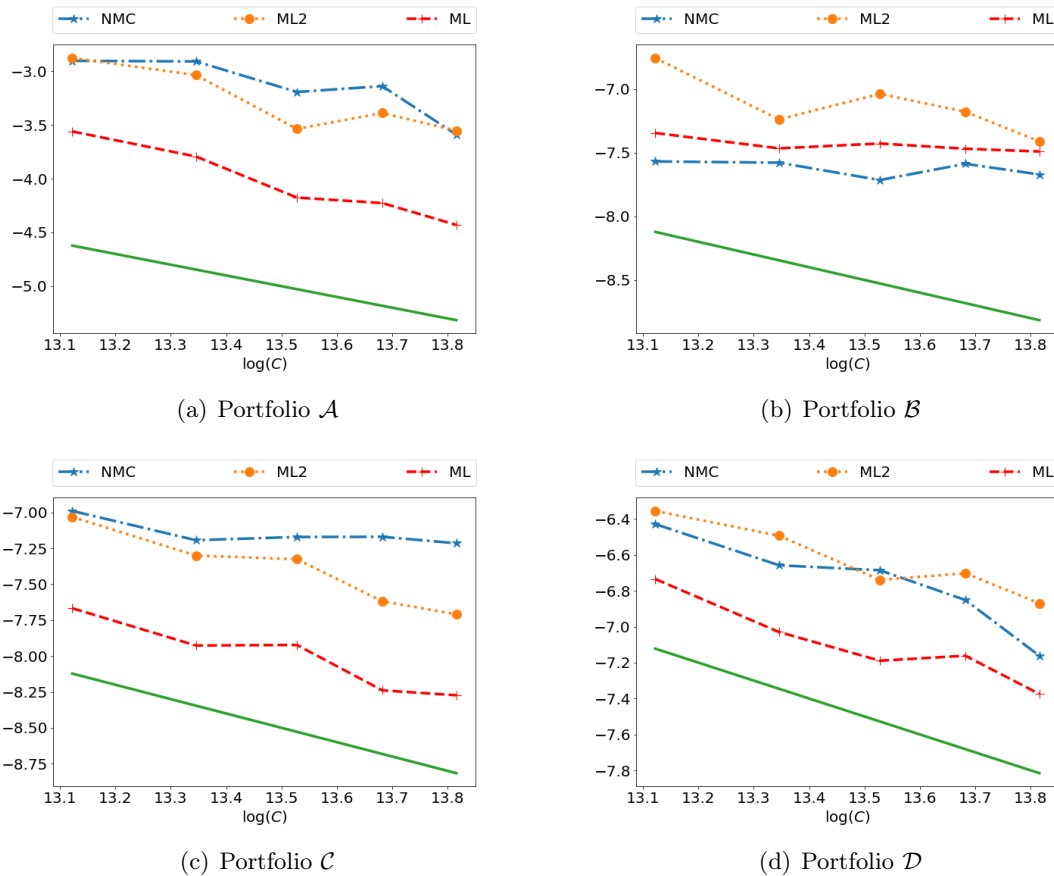 NMC ML2 ML
−3.0
−3.5
−4.0
−4.5
−5.0
13.1 13.2 13.3 13.4 13.5 13.6 13.7 13.8
log(C)
(a) Portfolio 𝒜
NMC ML2 ML
−7.0
−7.5
−8.0
−8.5
13.1 13.2 13.3 13.4 13.5 13.6 13.7 13.8
log(C)
(b) Portfolio ℬ
NMC ML2 ML
−7.00
−7.25
−7.50
−7.75
−8.00
−8.25
−8.50
−8.75
13.1 13.2 13.3 13.4 13.5 13.6 13.7 13.8
log(C)
(c) Portfolio 𝒞
NMC ML2 ML
−6.4
−6.6
−6.8
−7.0
−7.2
−7.4
−7.6
−7.8
13.1 13.2 13.3 13.4 13.5 13.6 13.7 13.8
log(C)
(d) Portfolio 𝒟